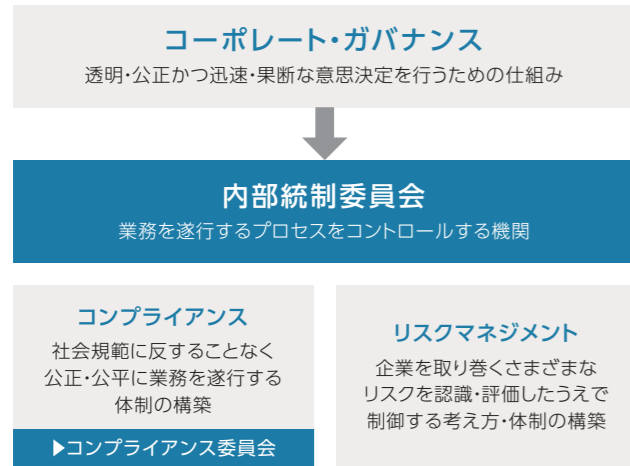 コーポレート・ガバナンス
透明・公正かつ迅速・果断な意思決定を行うための仕組み
内部統制委員会
業務を遂行するプロセスをコントロールする機関
コンプライアンス
社会規範に反することなく
公正・公平に業務を遂行する
体制の構築
▶コンプライアンス委員会
リスクマネジメント
企業を取り巻くさまざまな
リスクを認識・評価したうえで
制御する考え方・体制の構築